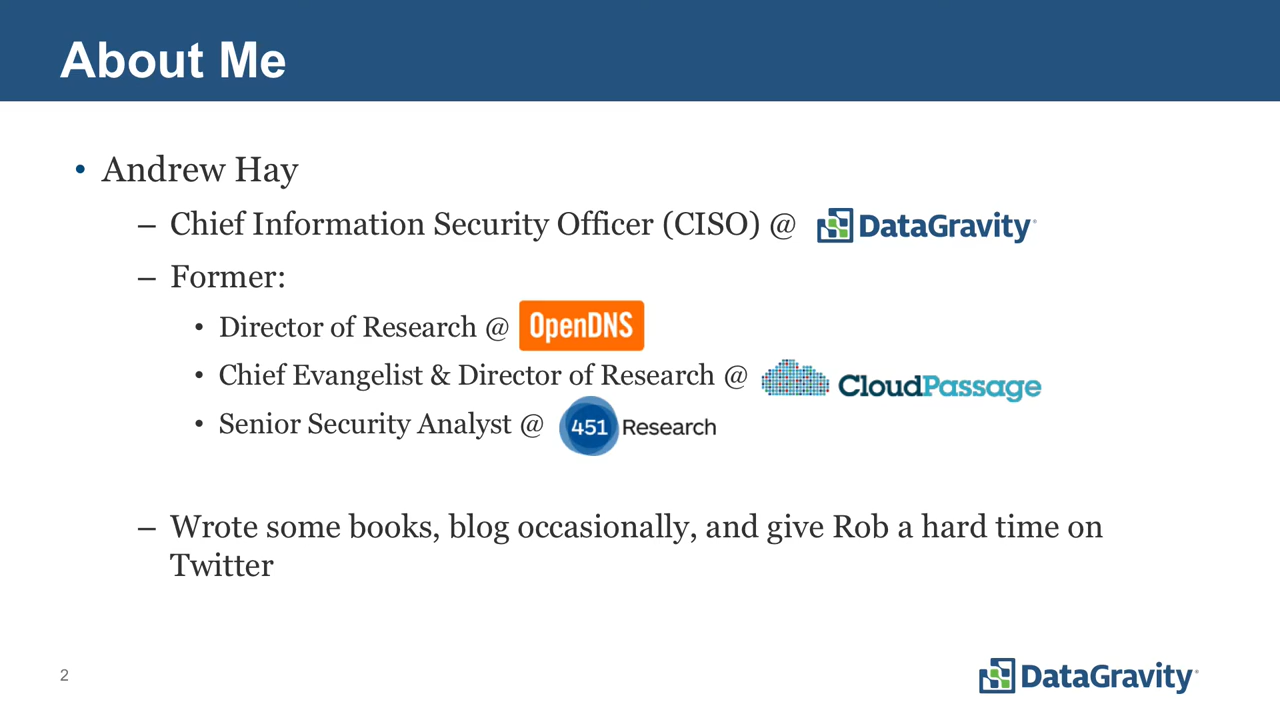 About Me
• Andrew Hay
– Chief Information Security Officer (CISO) @ DataGravity
– Former:
• Director of Research @ OpenDNS
• Chief Evangelist & Director of Research @ CloudPassage
• Senior Security Analyst @ 451 Research
– Wrote some books, blog occasionally, and give Rob a hard time on
Twitter
2
DataGravity